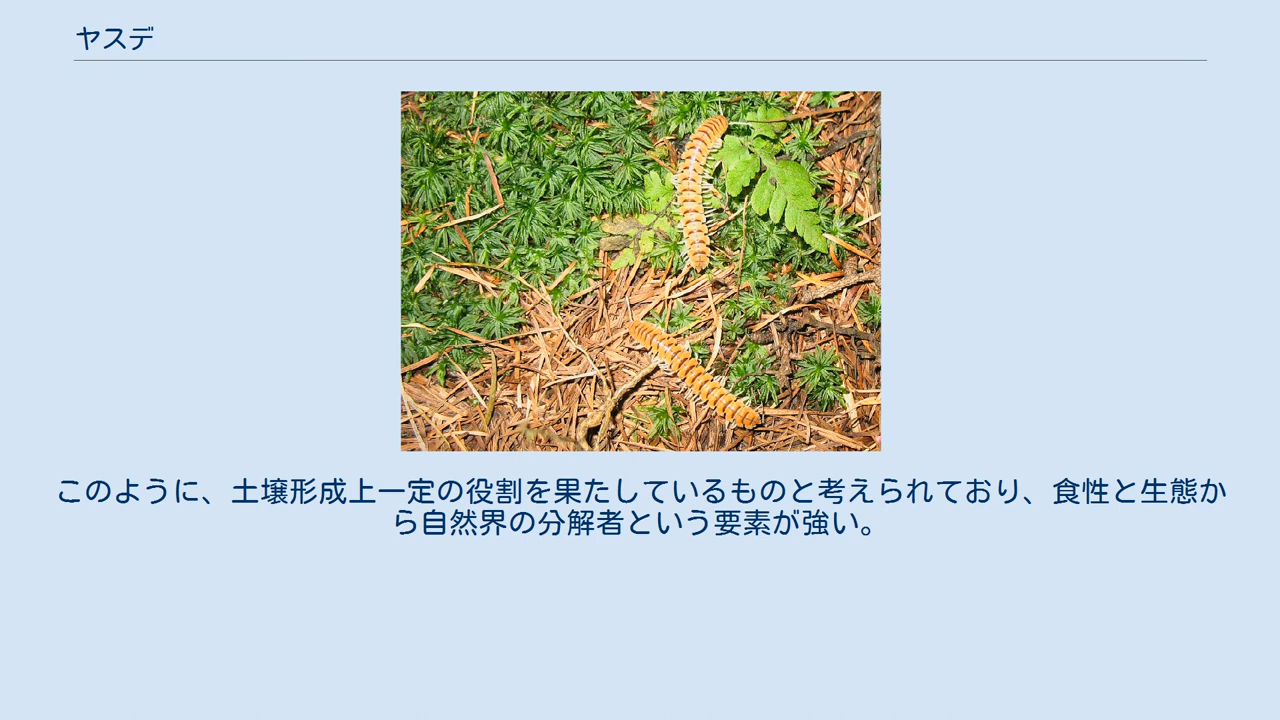 ヤスデ
このように、土壌形成上一定の役割を果たしているものと考えられており、食性と生態か
ら自然界の分解者という要素が強い。